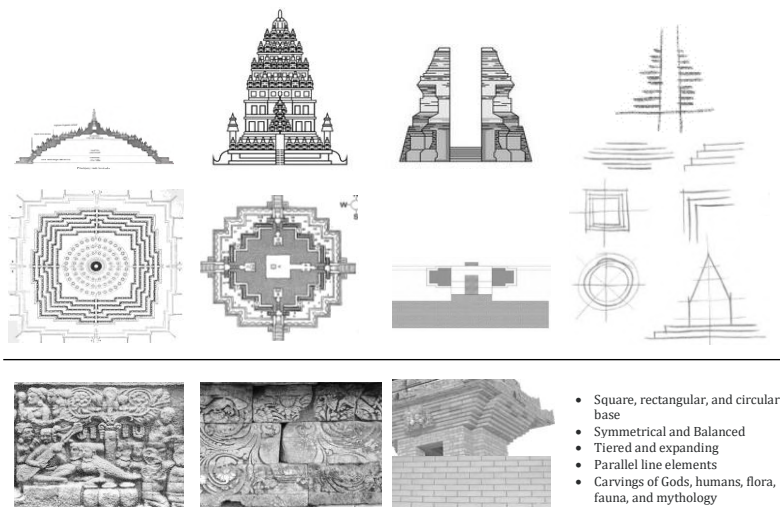 W
S
• Square, rectangular, and circular
base
• Symmetrical and Balanced
• Tiered and expanding
• Parallel line elements
• Carvings of Gods, humans, flora,
fauna, and mythology